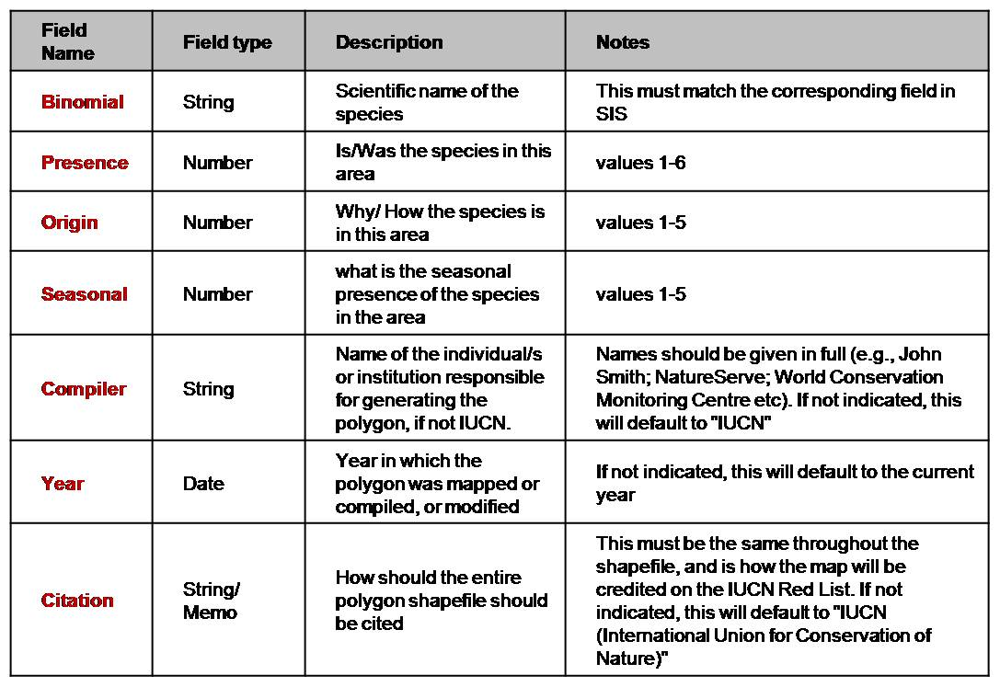 Field
Name
Field type
Description
Notes
Binomial
String
Scientific name of the
species
This must match the corresponding field in
SIS
Presence
Number
Is/Was the species in this
area
values 1-6
Origin
Number
Why/ How the species is
in this area
values 1-5
Seasonal
Number
what is the seasonal
presence of the species
in the area
values 1-5
Compiler
String
Name of the individual/s
or institution responsible
for generating the
polygon, if not IUCN.
Names should be given in full (e.g., John
Smith; NatureServe; World Conservation
Monitoring Centre etc). If not indicated, this
will default to "IUCN"
Year
Date
Year in which the
polygon was mapped or
compiled, or modified
If not indicated, this will default to the current
year
Citation
String/
Memo
How should the entire
polygon shapefile should
be cited
This must be the same throughout the
shapefile, and is how the map will be
credited on the IUCN Red List. If not
indicated, this will default to "IUCN
(International Union for Conservation of
Nature)"